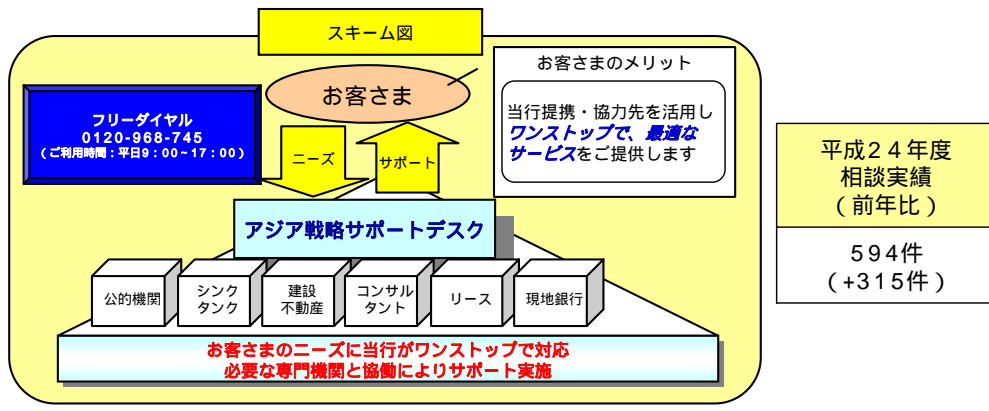 スキーム図
お客さま
フリーダイヤル
0120-968-745
（ご利用時間：平日9：00～17：00）
お客さまのメリット
当行提携・協力先を活用し
ワンストップで、最適な
サービスをご提供します
ニーズ
サポート
アジア戦略サポートデスク
公的機関
シンク
タンク
建設
不動産
コンサル
タント
リース
現地銀行
お客さまのニーズに当行がワンストップで対応
必要な専門機関と協働によりサポート実施
平成２４年度
相談実績
（前年比）
594件
（+315件）